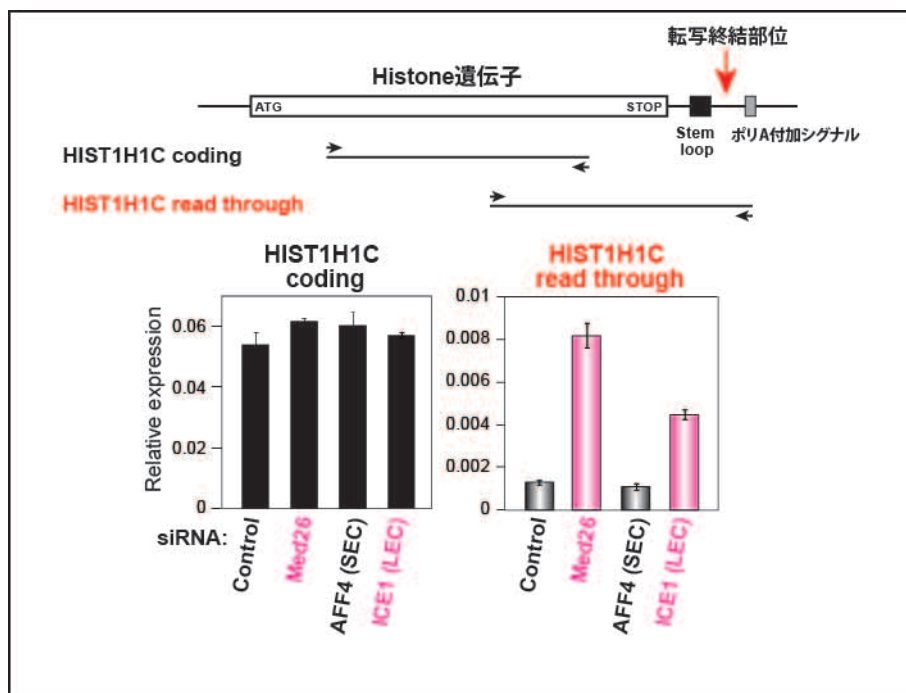 転写終結部位
Histone遺伝子
ATG
STOP
Stem
loop
ポリA付加シグナル
HIST1H1C coding
HIST1H1C read through
HIST1H1C
coding
HIST1H1C
read through
Relative expression
0.06
0.04
0.02
0
0.01
0.008
0.006
0.004
0.002
0
siRNA:
Control
Med26
AFF4 (SEC)
ICE1 (LEC)
Control
Med26
AFF4 (SEC)
ICE1 (LEC)